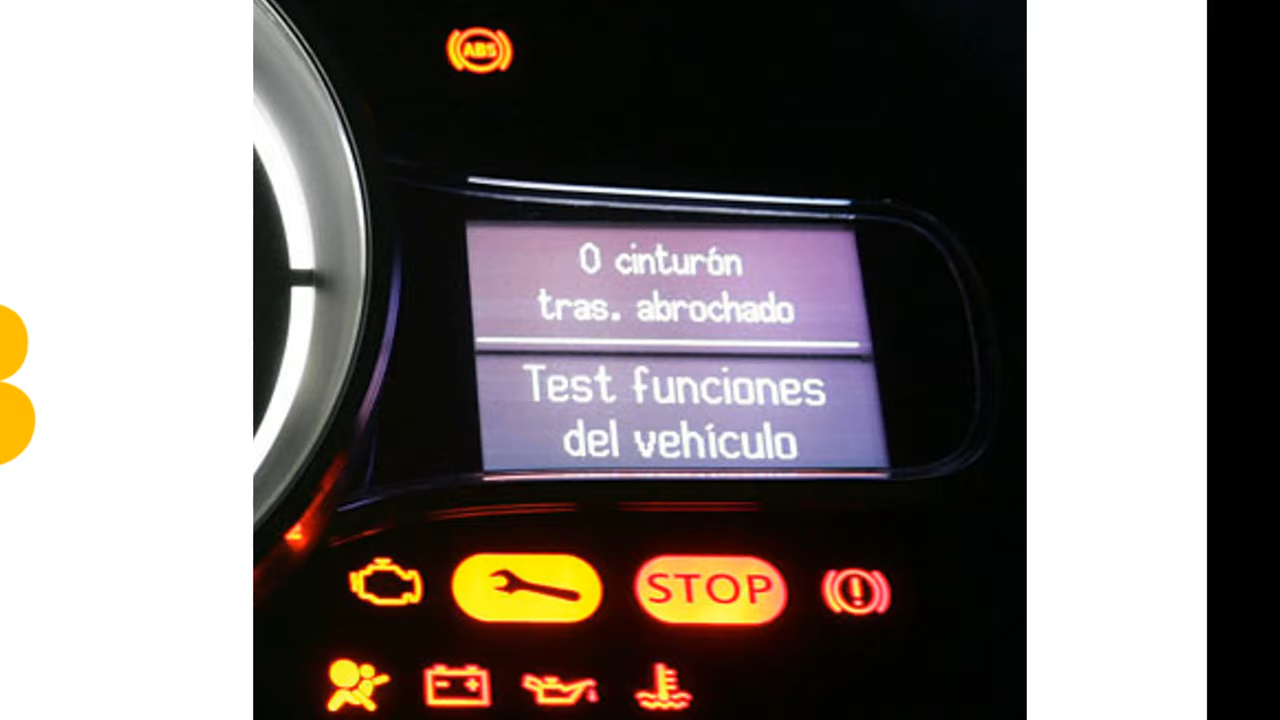 ABS
0 cinturón
tras. abrochado
Test funciones
del vehículo
STOP